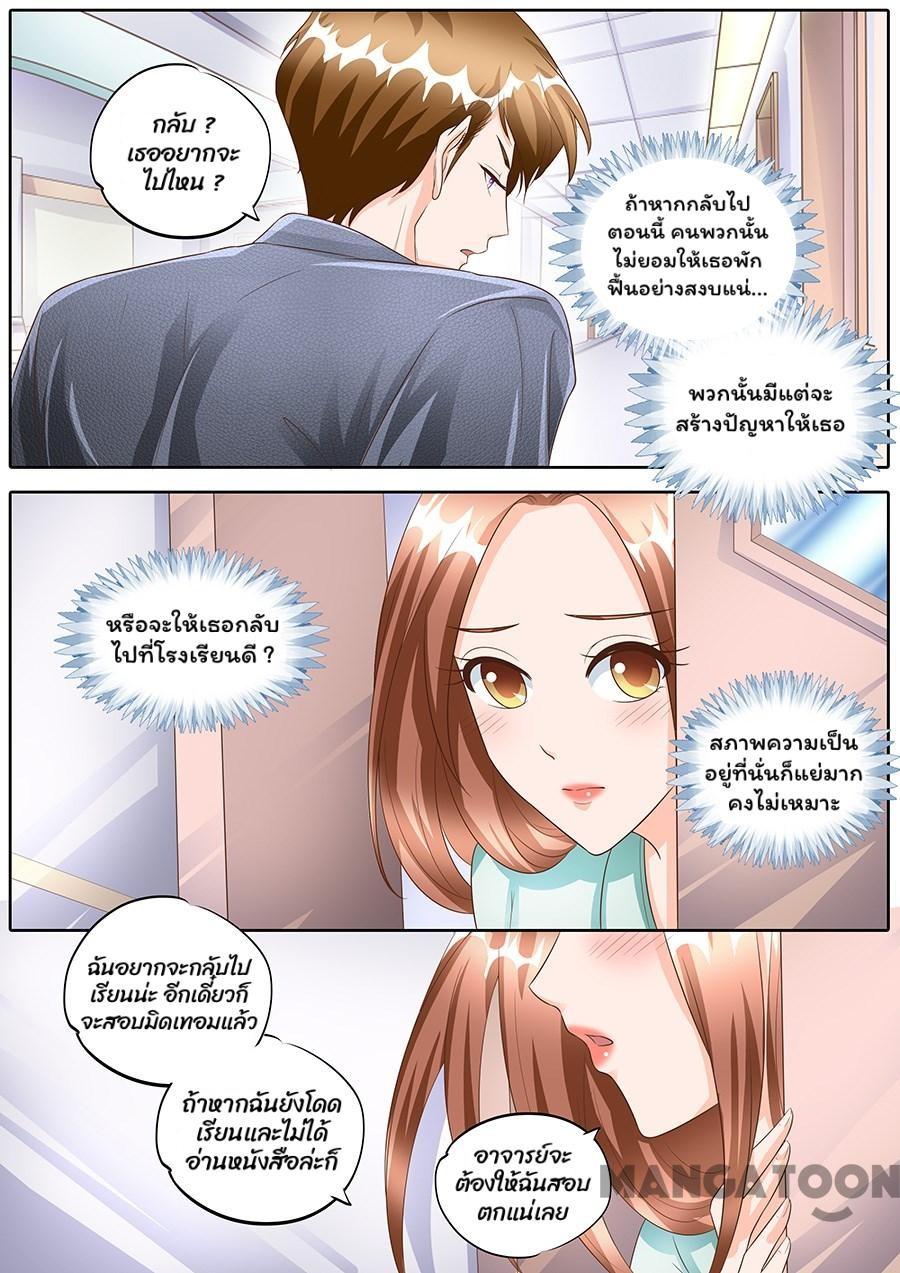 กลับ ?
เธออยากจะ
ไปไหน ?
ถ้าหากกลับไป
ตอนนี้ คนพวกนั้น
ไม่ยอมให้เธอพัก
ฟื้นอย่างสงบแน่...
พวกนั้นมีแต่จะ
สร้างปัญหาให้เธอ
หรือจะให้เธอกลับ
ไปที่โรงเรียนดี ?
สภาพความเป็น
อยู่ที่นั่นก็แย่มาก
คงไม่เหมาะ
ฉันอยากจะกลับไป
เรียนน่ะ อีกเดี๋ยวก็
จะสอบมิดเทอมแล้ว
ถ้าหากฉันยังโดด
เรียนและไม่ได้
อ่านหนังสือล่ะก็
อาจารย์จะ
ต้องให้ฉันสอบ
ตกแน่เลย
MANGATOON